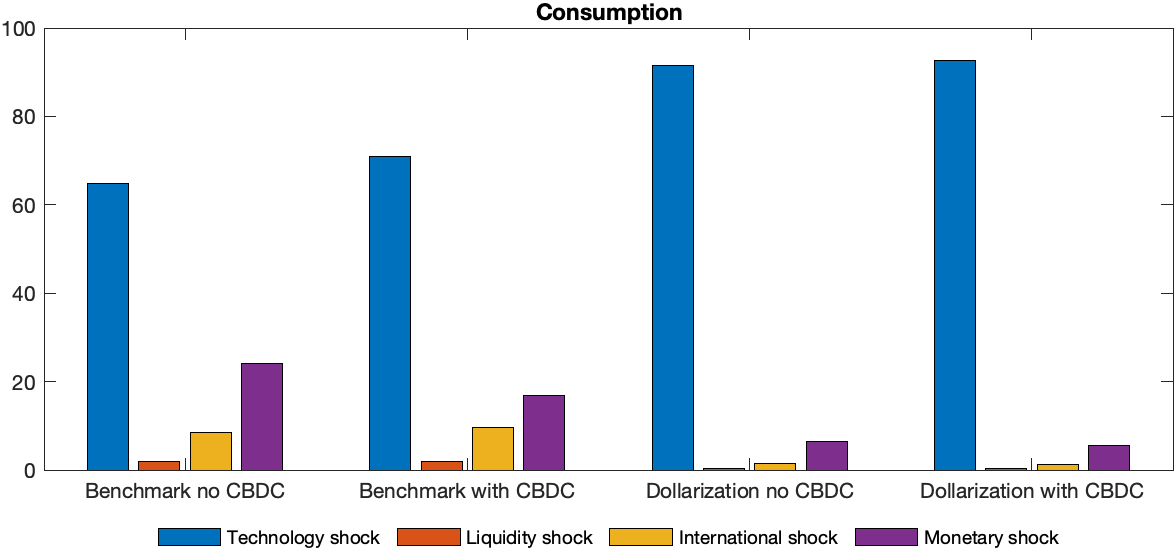 Consumption
100
80
60
40
20
0
Benchmark no CBDC Benchmark with CBDC Dollarization no CBDC Dollarization with CBDC
Technology shock Liquidity shock International shock Monetary shock